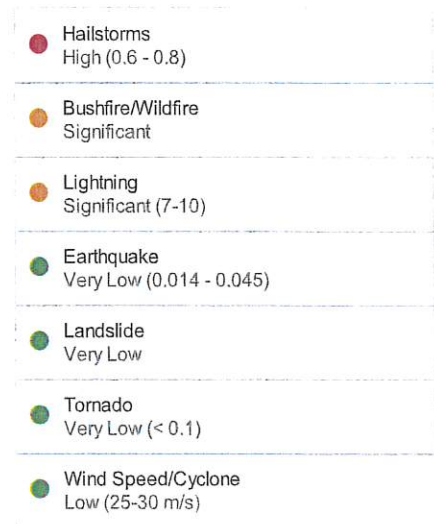 Hailstorms
High (0.6 - 0.8)
Bushfire/Wildfire
Significant
Lightning
Significant (7-10)
Earthquake
Very Low (0.014 - 0.045)
Landslide
Very Low
Tornado
Very Low (< 0.1)
Wind Speed/Cyclone
Low (25-30 m/s)